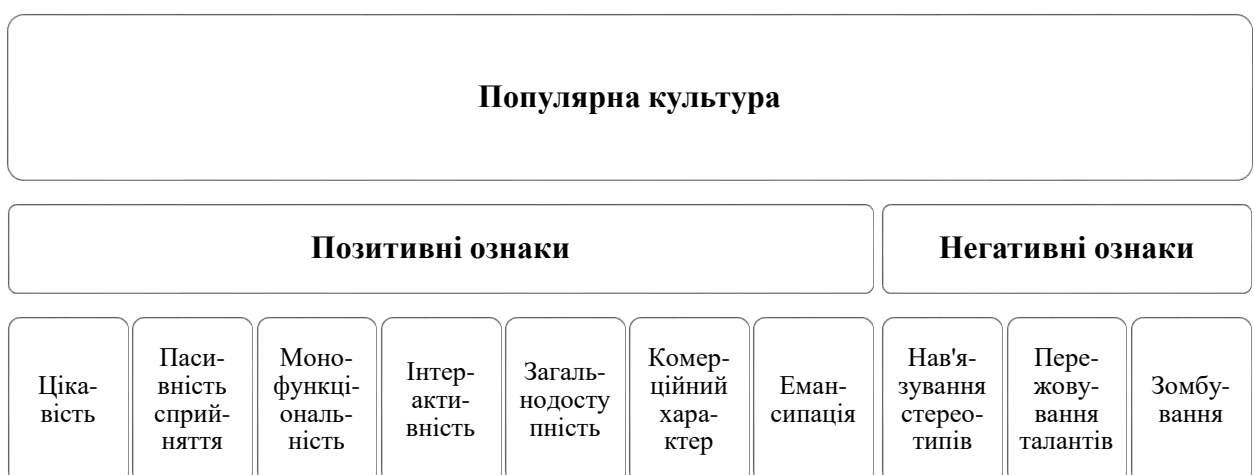 Популярна культура
Позитивні ознаки
Негативні ознаки
Ціка-
вість
Паси-
вність
сприй-
няття
Моно-
функці-
ональ-
ність
Інтер-
акти-
вність
Загаль-
нодосту
пність
Комер-
ційний
хара-
ктер
Еман-
сипація
Нав'я-
зування
стерео-
типів
Пере-
жову-
вання
талантів
Зомбу-
вання